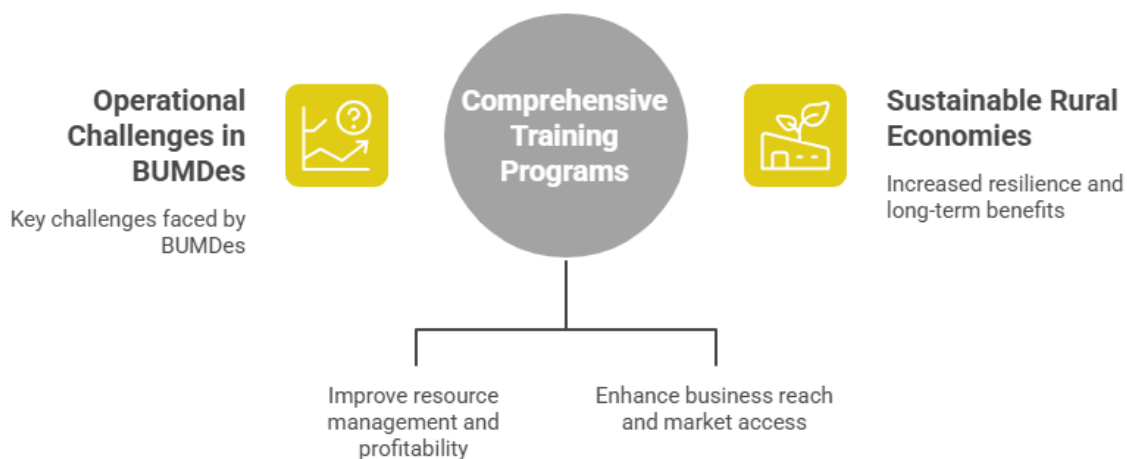 Operational
Challenges in
BUMDes
Key challenges faced by
BUMDes
Comprehensive
Training
Programs
Sustainable Rural
Economies
Increased resilience and
long-term benefits
Improve resource
management and
profitability
Enhance business reach
and market access